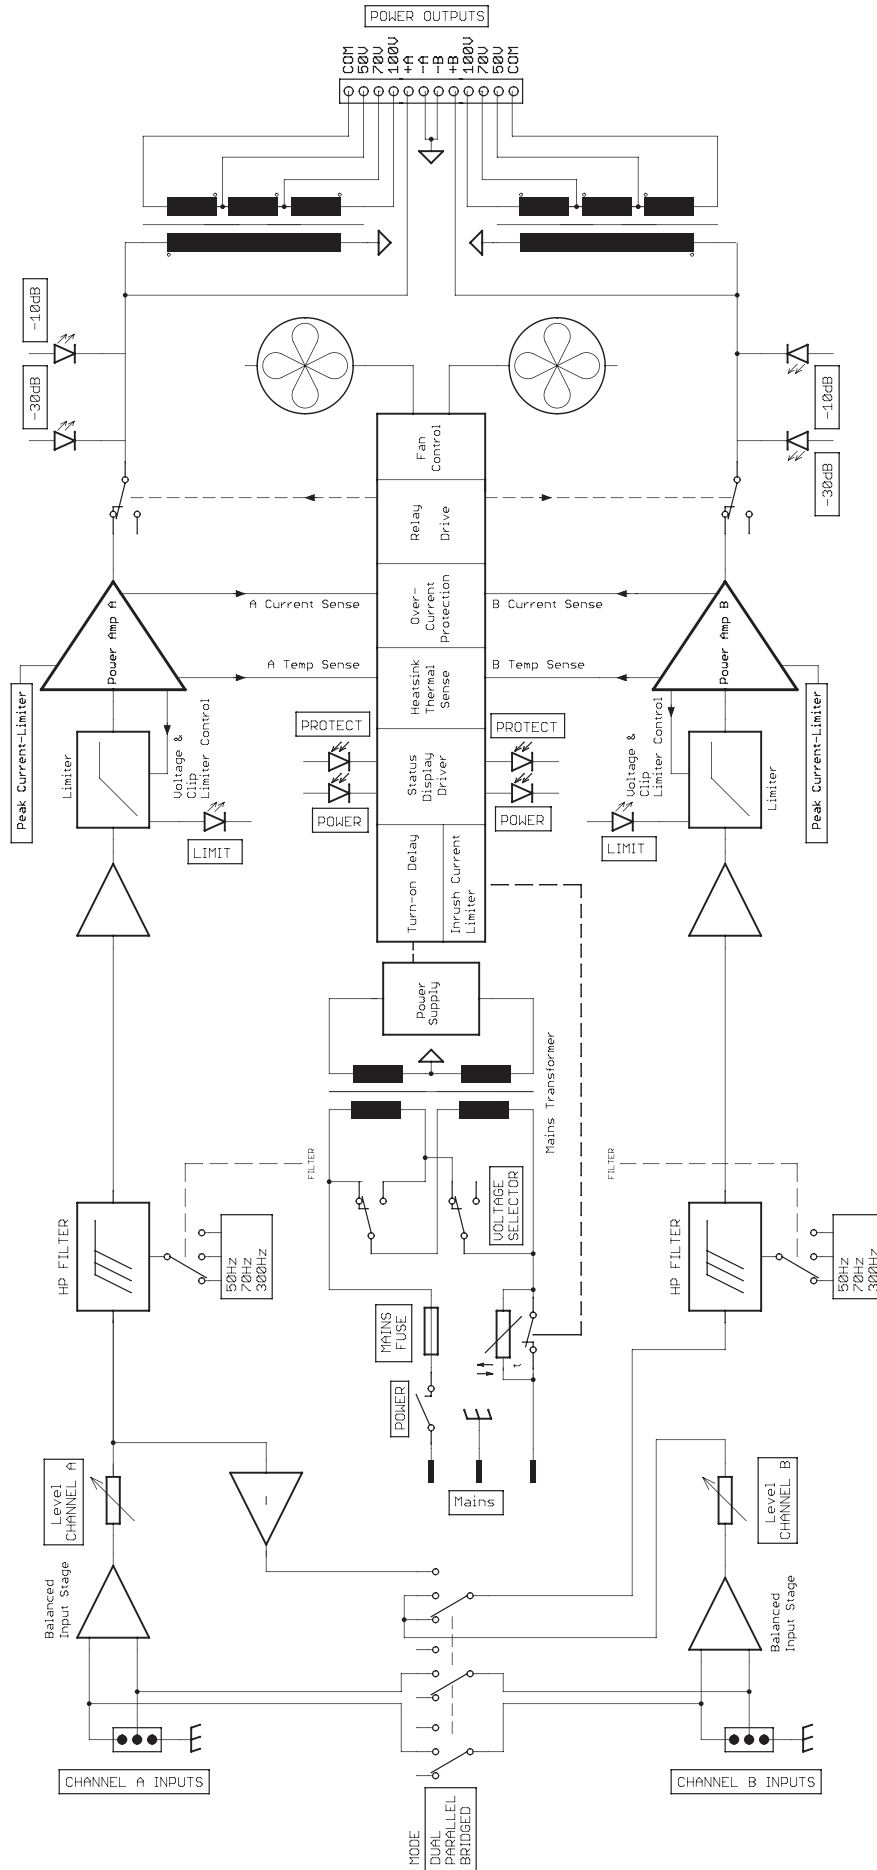 POWER OUTPUTS
COM
50V
70V
100V
+A
-A
-B
+B
100V
70V
50V
COM
-10dB
-30dB
-10dB
-30dB
Fan
Control
Relay
Drive
Over-
Current
Protection
Heatsink
Thermal
Sense
Status
Display
Driver
Turn-on Delay
Inrush Current
Limiter
A Current Sense
B Current Sense
A Temp Sense
B Temp Sense
Power Amp A
Power Amp B
Peak Current-Limiter
Peak Current-Limiter
PROTECT
PROTECT
POWER
POWER
Limiter
Voltage &
Clip
Limiter Control
LIMIT
Voltage &
Clip
Limiter Control
LIMIT
Limiter
Power
Supply
Mains Transformer
FILTER
FILTER
HP FILTER
50Hz
70Hz
300Hz
VOLTAGE
SELECTOR
HP FILTER
50Hz
70Hz
300Hz
MAINS
FUSE
t
POWER
Mains
Level
CHANNEL A
Level
CHANNEL B
Balanced
Input Stage
Balanced
Input Stage
CHANNEL A INPUTS
CHANNEL B INPUTS
MODE
DUAL
PARALLEL
BRIDGED